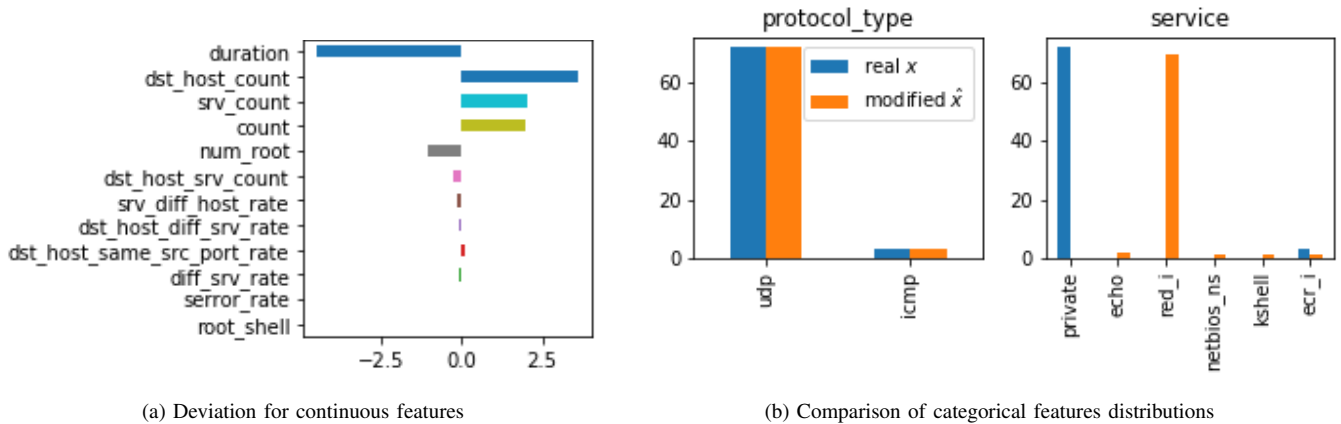 duration
dst_host_count
srv_count
count
num_root
dst_host_srv_count
srv_diff_host_rate
dst_host_diff_srv_rate
dst_host_same_src_port_rate
diff_srv_rate
serror_rate
root_shell
−2.5 0.0 2.5
(a) Deviation for continuous features
protocol_type
60
40
20
0
real x
modified x̂
udp
icmp
service
60
40
20
0
private
echo
red_i
netbios_ns
kshell
ecr_i
(b) Comparison of categorical features distributions